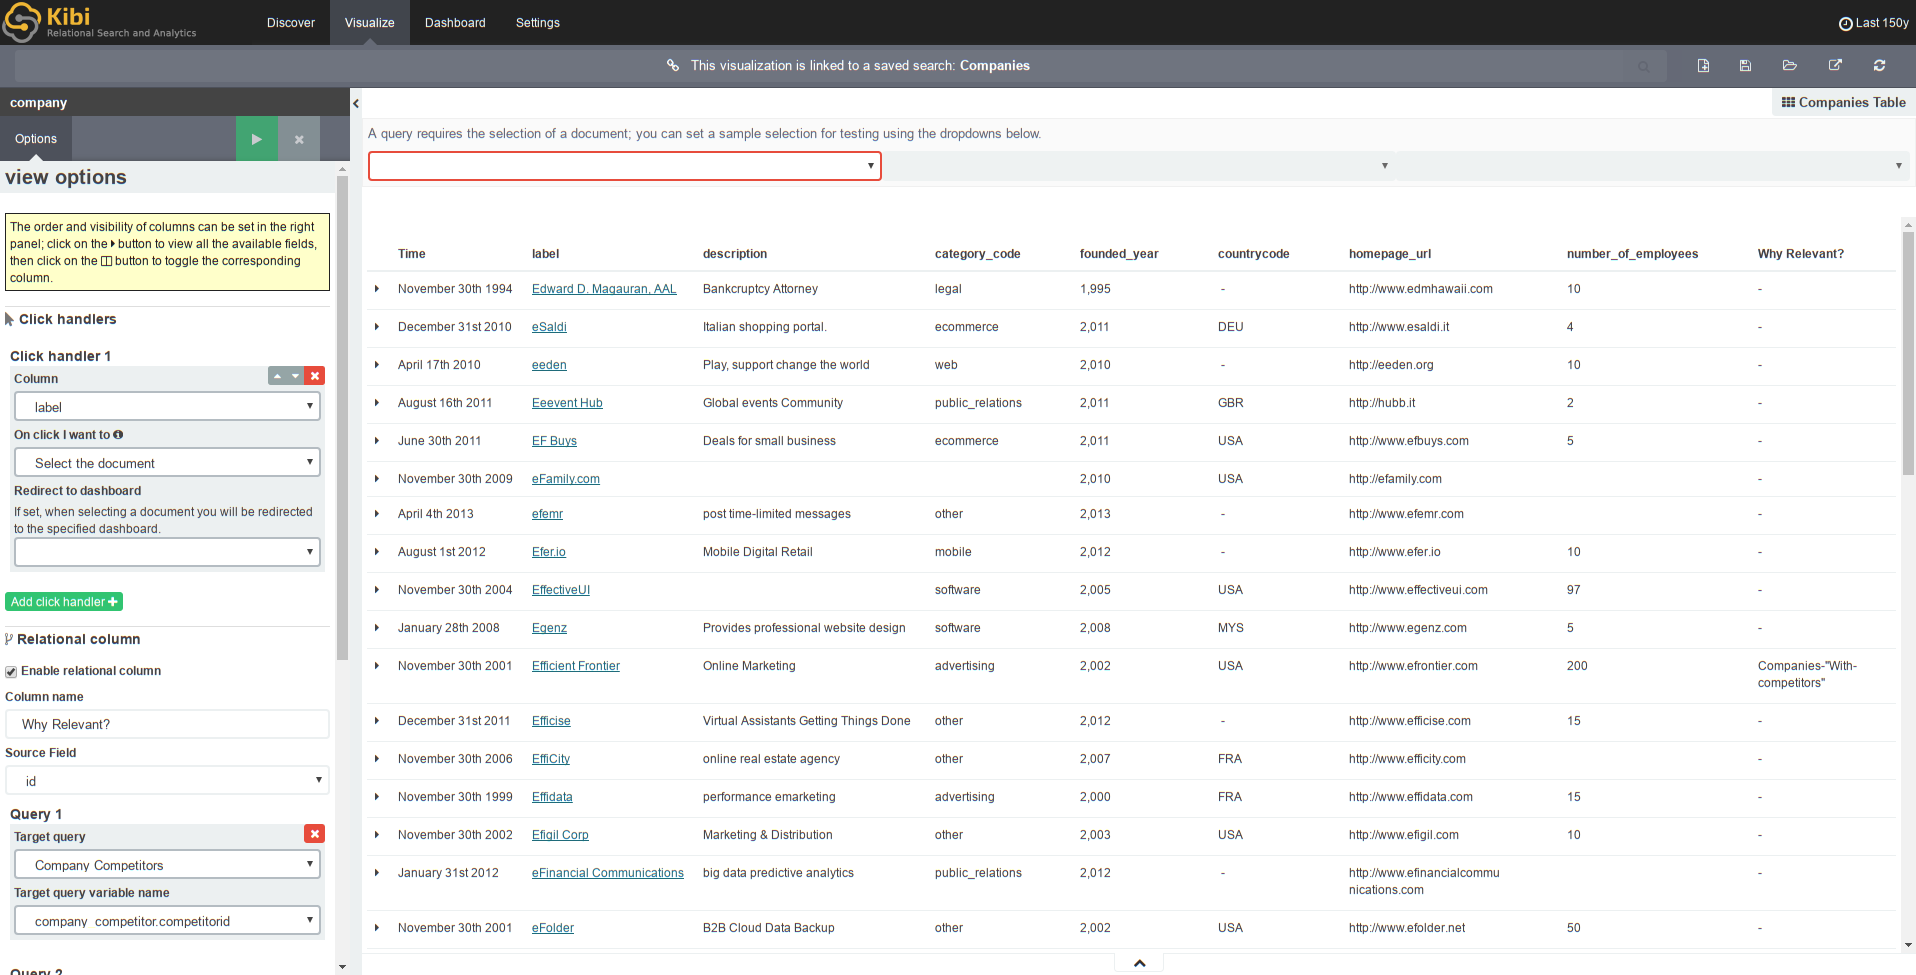 Kibi
Relational Search and Analytics
Discover
Visualize
Dashboard
Settings
Last 150y
This visualization is linked to a saved search: Companies
company
Options
view options
The order and visibility of columns can be set in the right
panel; click on the button to view all the available fields,
then click on the button to toggle the corresponding
column.
Click handlers
Click handler 1
Column
label
On click I want to
Select the document
Redirect to dashboard
If set, when selecting a document you will be redirected
to the specified dashboard.
Add click handler
Relational column
Enable relational column
Column name
Why Relevant?
Source Field
id
Query 1
Target query
Company Competitors
Target query variable name
company_competitor.competitorid
Query 2
Companies Table
A query requires the selection of a document; you can set a sample selection for testing using the dropdowns below.
Time label description category_code founded_year countrycode homepage_url number_of_employees Why Relevant?
November 30th 1994 Edward D. Magauran, AAL Bankcruptcy Attorney legal 1,995 - http://www.edmhawaii.com 10 -
December 31st 2010 eSaldi Italian shopping portal. ecommerce 2,011 DEU http://www.esaldi.it 4 -
April 17th 2010 eeden Play, support change the world web 2,010 - http://eeden.org 10 -
August 16th 2011 Eeevent Hub Global events Community public_relations 2,011 GBR http://hubb.it 2 -
June 30th 2011 EF Buys Deals for small business ecommerce 2,011 USA http://www.efbuys.com 5 -
November 30th 2009 eFamily.com 2,010 USA http://efamily.com -
April 4th 2013 efemr post time-limited messages other 2,013 - http://www.efemr.com -
August 1st 2012 Efer.io Mobile Digital Retail mobile 2,012 - http://www.efer.io 10 -
November 30th 2004 EffectiveUI software 2,005 USA http://www.effectiveui.com 97 -
January 28th 2008 Egenz Provides professional website design software 2,008 MYS http://www.egenz.com 5 -
November 30th 2001 Efficient Frontier Online Marketing advertising 2,002 USA http://www.efrontier.com 200 Companies-"With-
competitors"
December 31st 2011 Efficise Virtual Assistants Getting Things Done other 2,012 - http://www.efficise.com 15 -
November 30th 2006 EffiCity online real estate agency other 2,007 FRA http://www.efficity.com -
November 30th 1999 Effidata performance emarketing advertising 2,000 FRA http://www.effidata.com 15 -
November 30th 2002 Efigil Corp Marketing & Distribution other 2,003 USA http://www.efigil.com 10 -
January 31st 2012 eFinancial Communications big data predictive analytics public_relations 2,012 - http://www.efinancialcommu
nications.com -
November 30th 2001 eFolder B2B Cloud Data Backup other 2,002 USA http://www.efolder.net 50 -